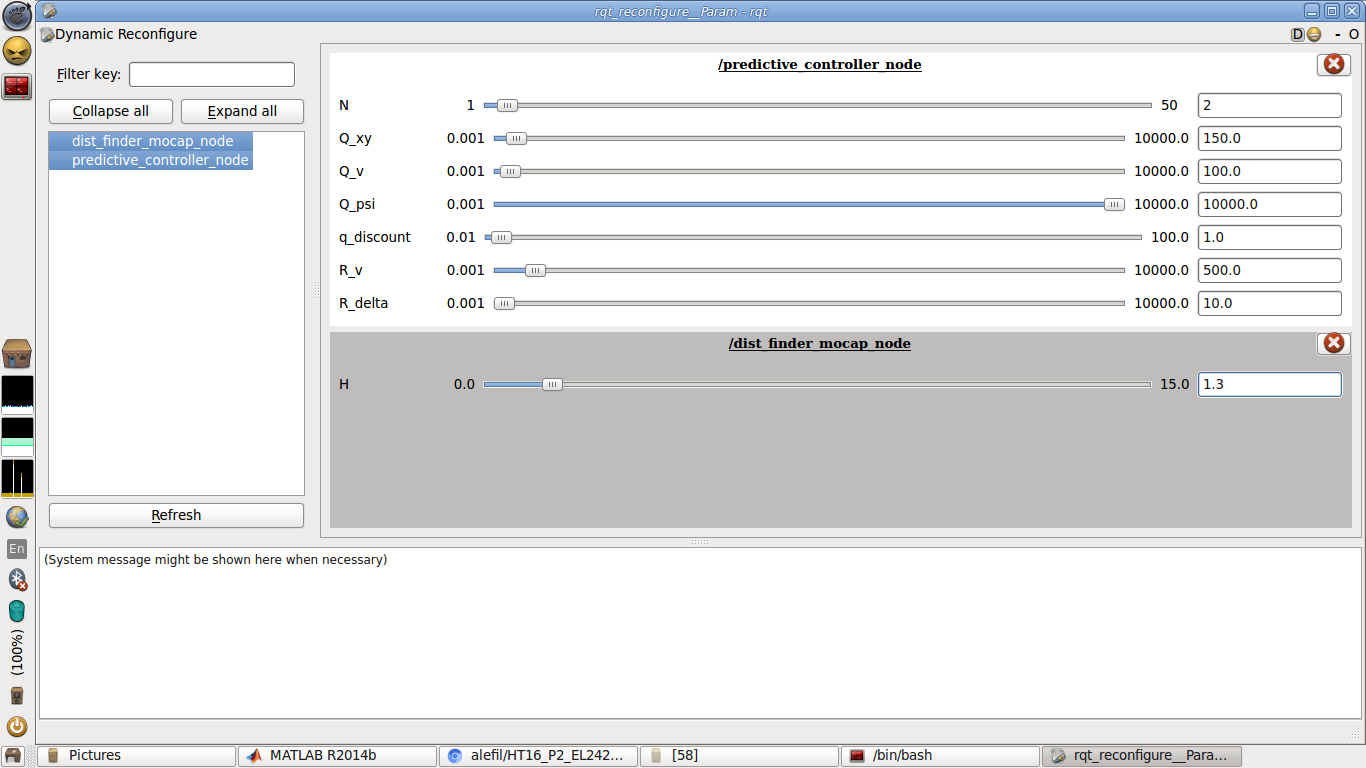 rqt_reconfigure__Param - rqt
Dynamic Reconfigure
D - O
Filter key:
Collapse all Expand all
dist_finder_mocap_node
predictive_controller_node
Refresh
/predictive_controller_node
N 1 50 2
Q_xy 0.001 10000.0 150.0
Q_v 0.001 10000.0 100.0
Q_psi 0.001 10000.0 10000.0
q_discount 0.01 100.0 1.0
R_v 0.001 10000.0 500.0
R_delta 0.001 10000.0 10.0
/dist_finder_mocap_node
H 0.0 15.0 1.3
(System message might be shown here when necessary)
En
(100%)
Pictures MATLAB R2014b alefil/HT16_P2_EL242... [58] /bin/bash rqt_reconfigure__Para...